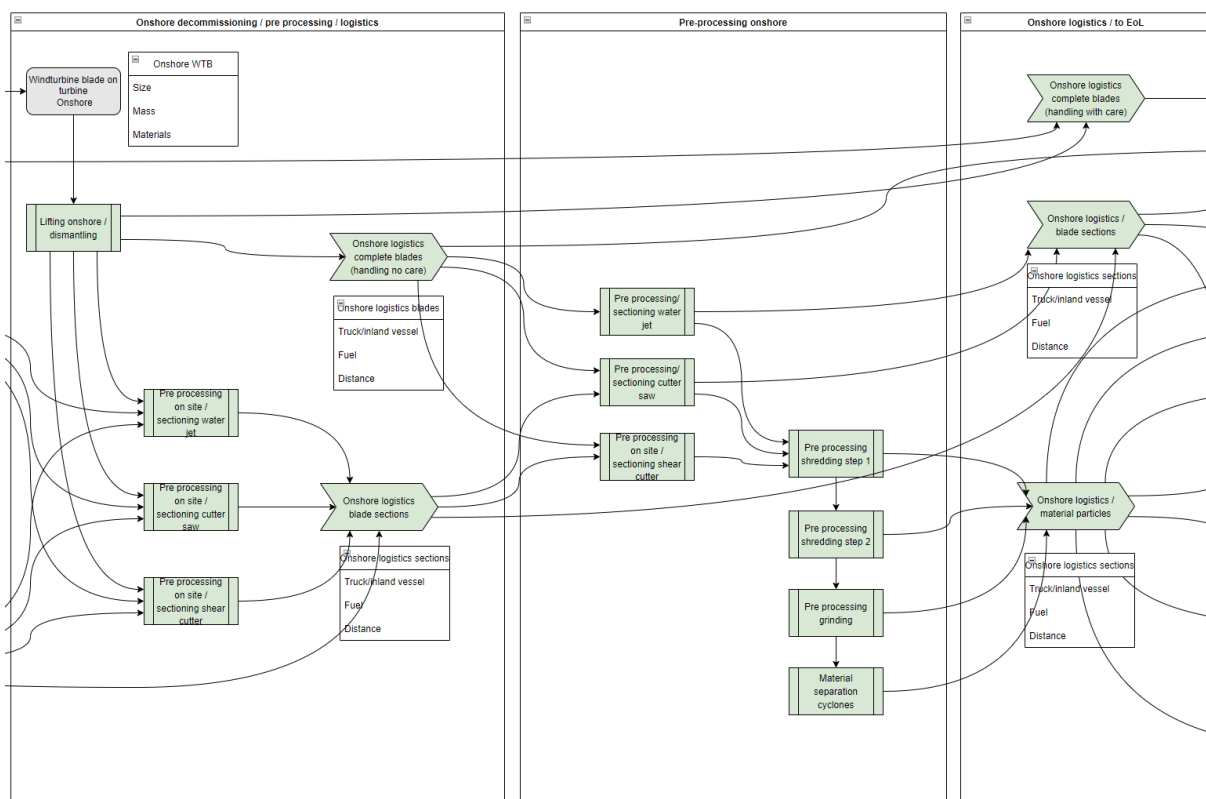 Onshore decommissioning / pre processing / logistics
Windturbine blade on
turbine
Onshore
Onshore WTB
Size
Mass
Materials
Lifting onshore /
dismantling
Onshore logistics
complete blades
(handling no care)
Onshore logistics blades
Truck/inland vessel
Fuel
Distance
Pre processing
on site /
sectioning water
jet
Pre processing
on site /
sectioning cutter
saw
Pre processing
on site /
sectioning shear
cutter
Onshore logistics
blade sections
Onshore logistics sections
Truck/inland vessel
Fuel
Distance
Pre-processing onshore
Pre processing/
sectioning water
jet
Pre processing/
sectioning cutter
saw
Pre processing
on site /
sectioning shear
cutter
Pre processing
shredding step 1
Pre processing
shredding step 2
Pre processing
grinding
Material
separation
cyclones
Onshore logistics / to EoL
Onshore logistics
complete blades
(handling with care)
Onshore logistics /
blade sections
Onshore logistics sections
Truck/inland vessel
Fuel
Distance
Onshore logistics /
material particles
Onshore logistics sections
Truck/inland vessel
Fuel
Distance